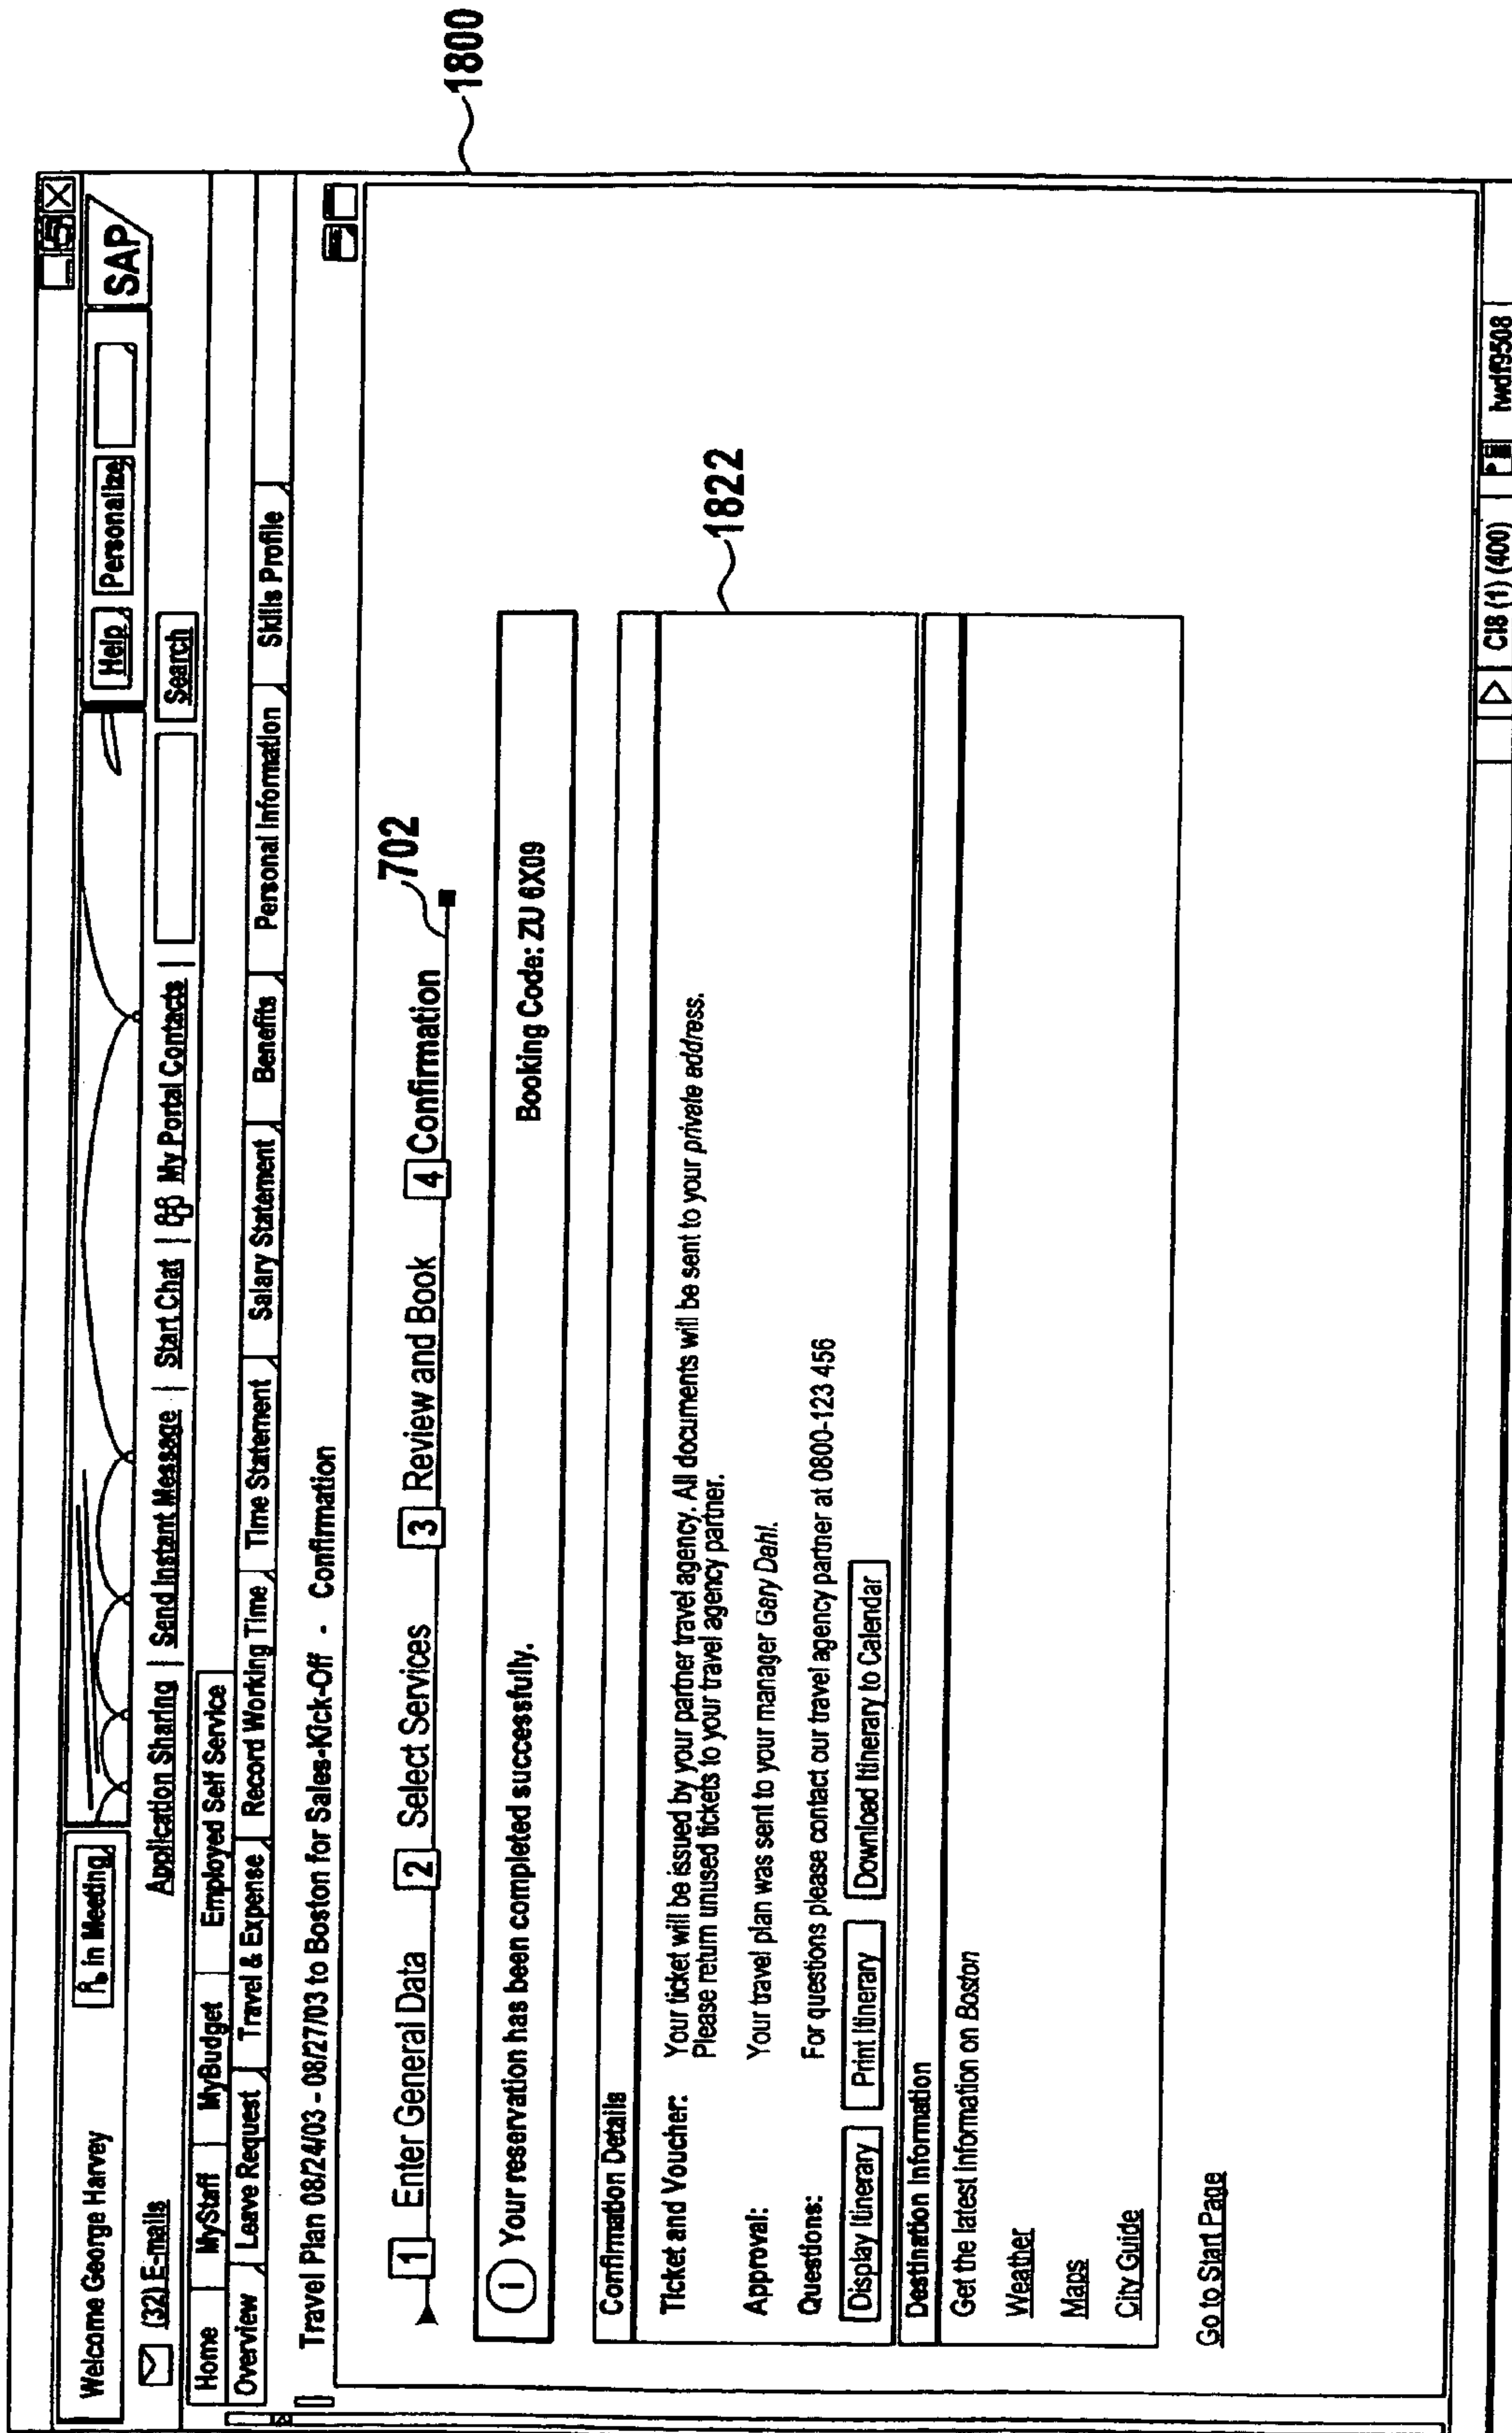 Welcome George Harvey
in Meeting
Help
Personalize
SAP
(32) E-mails
Application Sharing | Send Instant Message | Start Chat | My Portal Contacts |
Search
Home
MyStaff
MyBudget
Employed Self Service
Overview
Leave Request
Travel & Expense
Record Working Time
Time Statement
Salary Statement
Benefits
Personal Information
Skills Profile
Travel Plan 08/24/03 - 08/27/03 to Boston for Sales-Kick-Off - Confirmation
1800
1 Enter General Data
2 Select Services
3 Review and Book
4 Confirmation
702
i Your reservation has been completed successfully.
Booking Code: ZU 6X09
Confirmation Details
1822
Ticket and Voucher: Your ticket will be issued by your partner travel agency. All documents will be sent to your private address.
Please return unused tickets to your travel agency partner.
Approval: Your travel plan was sent to your manager Gary Dahl.
Questions: For questions please contact our travel agency partner at 0800-123 456
Display Itinerary
Print Itinerary
Download Itinerary to Calendar
Destination Information
Get the latest information on Boston
Weather
Maps
City Guide
Go to Start Page
CI8 (1) (400)
iwdf9508